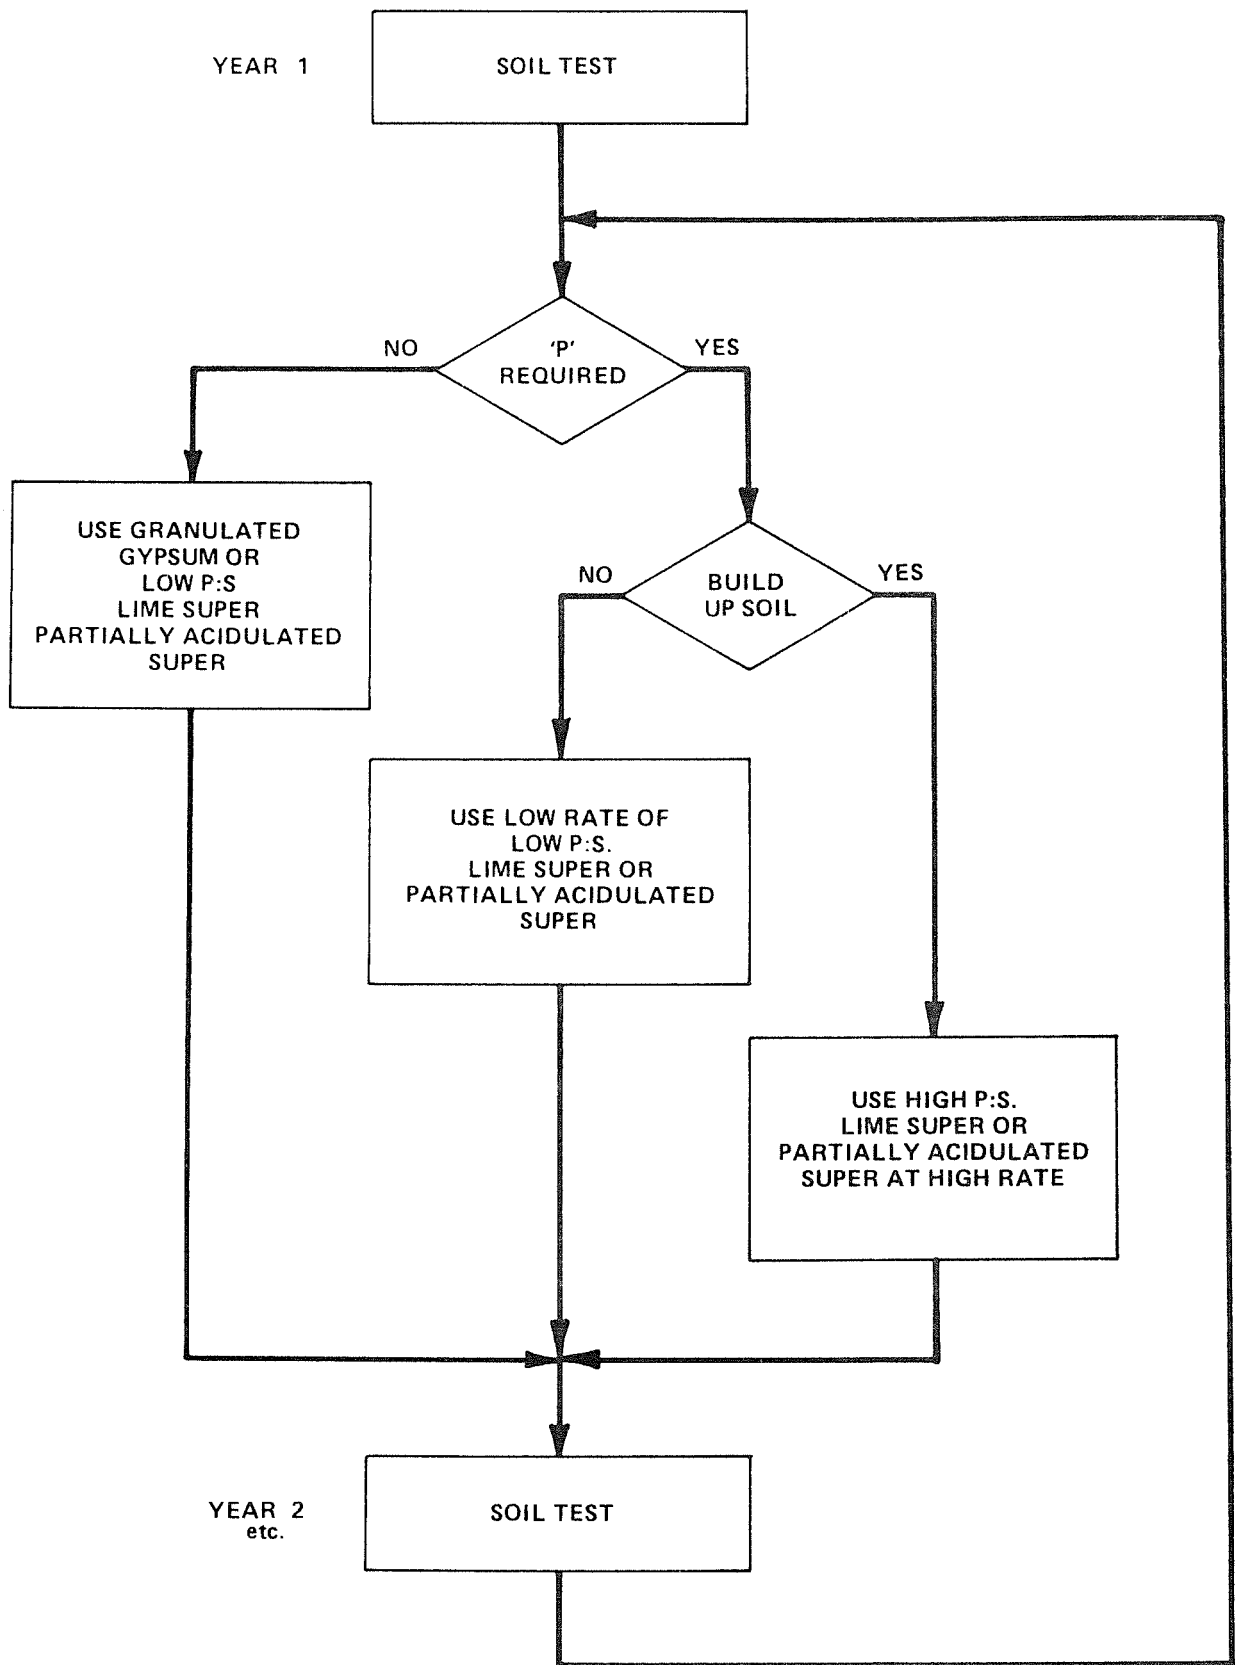 YEAR 1
SOIL TEST
NO
'P'
REQUIRED
YES
USE GRANULATED
GYPSUM OR
LOW P:S
LIME SUPER
PARTIALLY ACIDULATED
SUPER
NO
BUILD
UP SOIL
YES
USE LOW RATE OF
LOW P:S.
LIME SUPER OR
PARTIALLY ACIDULATED
SUPER
USE HIGH P:S.
LIME SUPER OR
PARTIALLY ACIDULATED
SUPER AT HIGH RATE
YEAR 2
etc.
SOIL TEST